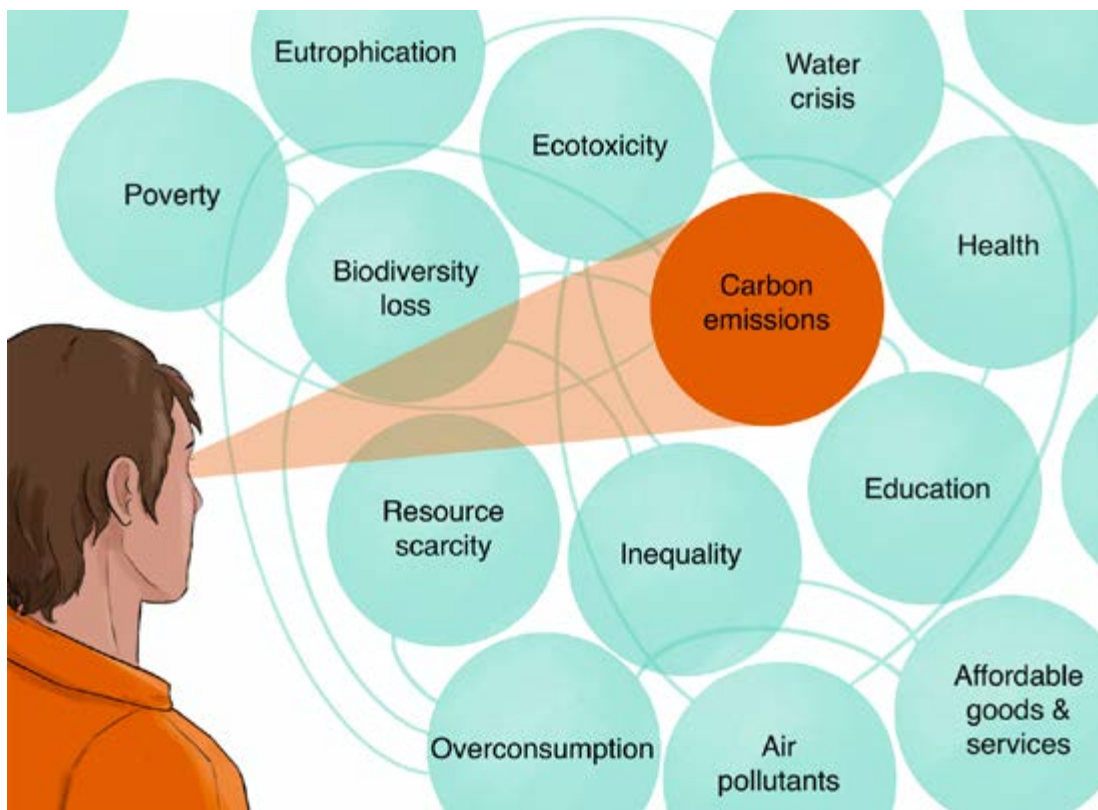 Eutrophication
Water
crisis
Ecotoxicity
Poverty
Health
Biodiversity
loss
Carbon
emissions
Education
Resource
scarcity
Inequality
Affordable
goods &
services
Overconsumption
Air
pollutants